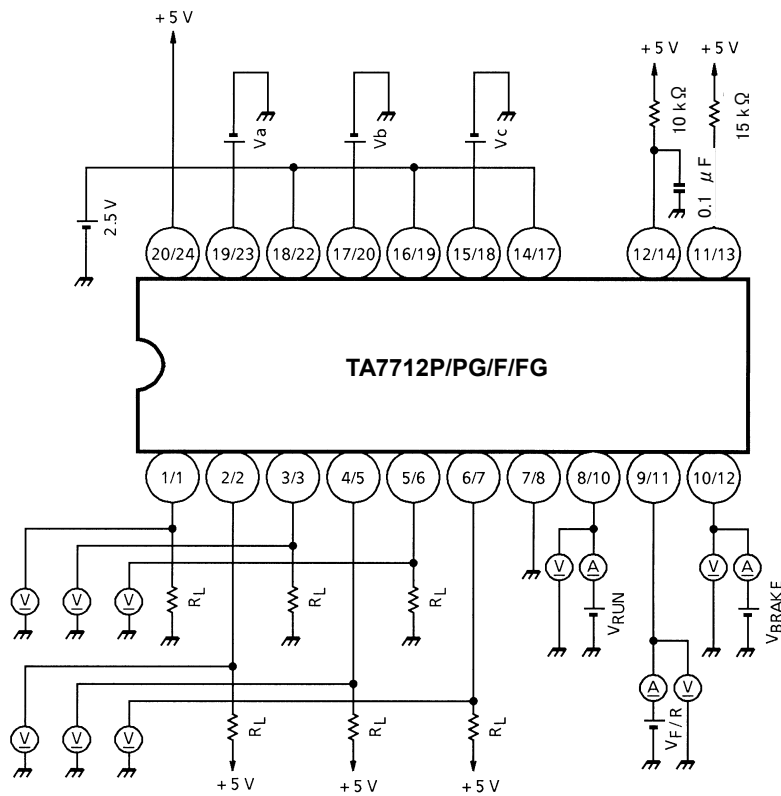 +5 V
+5 V
+5 V
Va
Vb
Vc
10 kΩ
15 kΩ
0.1 μF
2.5 V
20/24
19/23
18/22
17/20
16/19
15/18
14/17
12/14
11/13
TA7712P/PG/F/FG
1/1
2/2
3/3
4/5
5/6
6/7
7/8
8/10
9/11
10/12
V
A
V
A
V
V
V
RL
RL
RL
VRUN
VBRAKE
A
V
V
V
V
RL
RL
RL
VF/R
+5 V
+5 V
+5 V